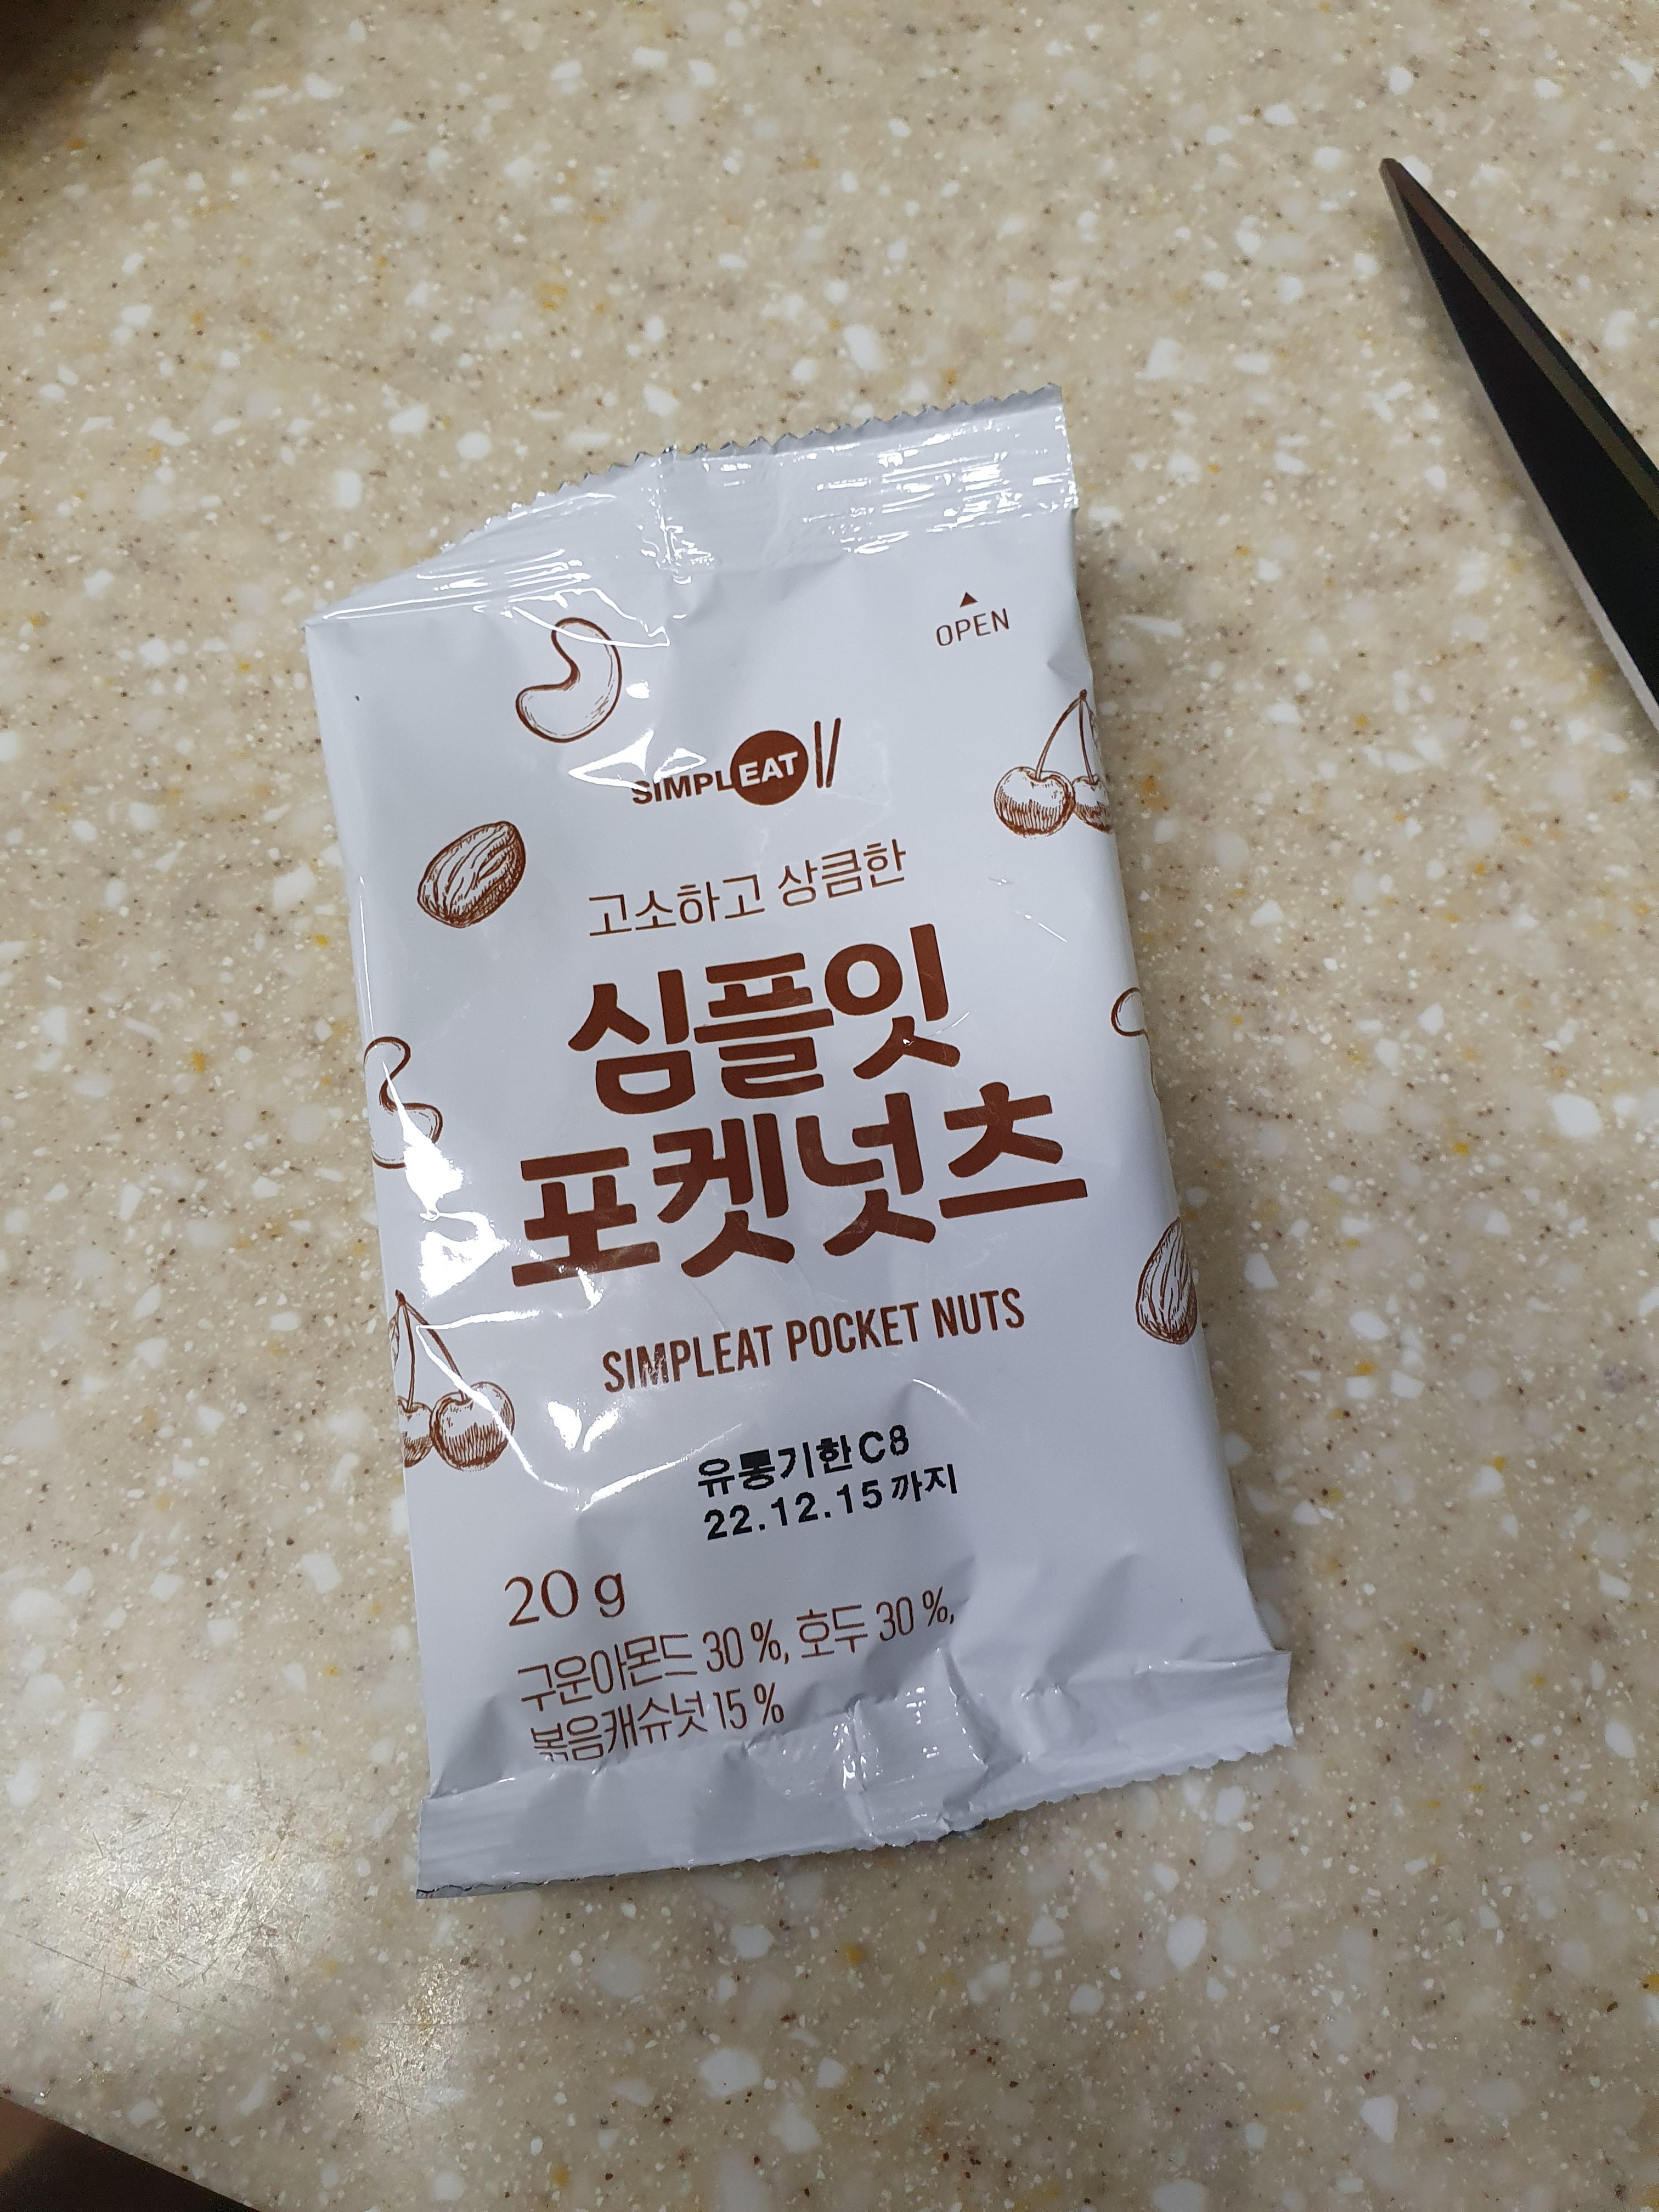 OPEN
SIMPLEAT
고소하고 상큼한
심플잇
포켓넛츠
SIMPLEAT POCKET NUTS
유통기한 C8
22.12.15 까지
20 g
구운아몬드 30 %, 호두 30 %,
볶음캐슈넛 15 %